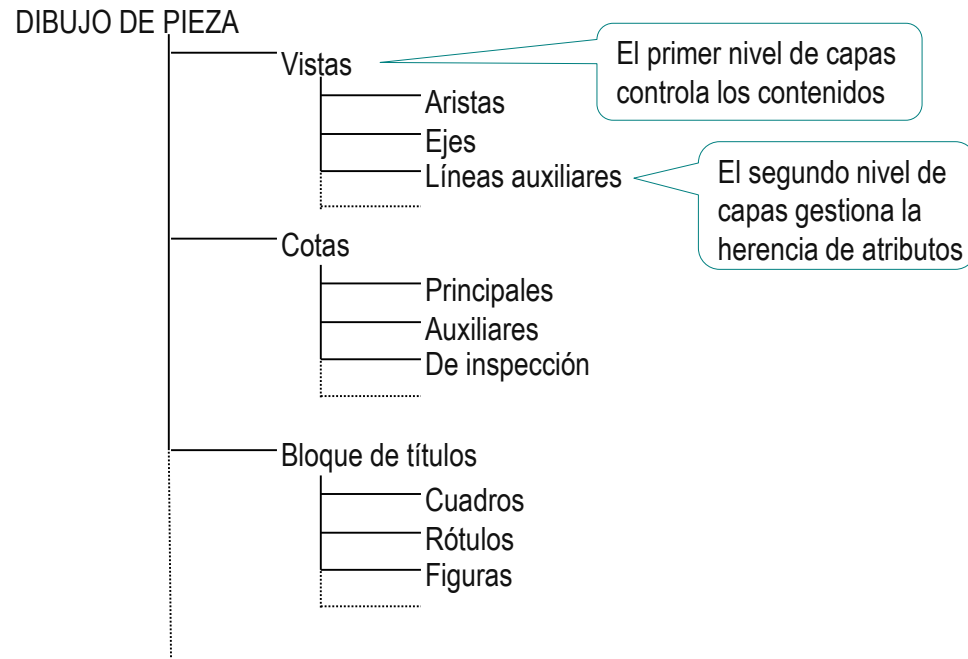 DIBUJO DE PIEZA
Vistas
El primer nivel de capas
controla los contenidos
Aristas
Ejes
Líneas auxiliares
El segundo nivel de
capas gestiona la
herencia de atributos
Cotas
Principales
Auxiliares
De inspección
Bloque de títulos
Cuadros
Rótulos
Figuras